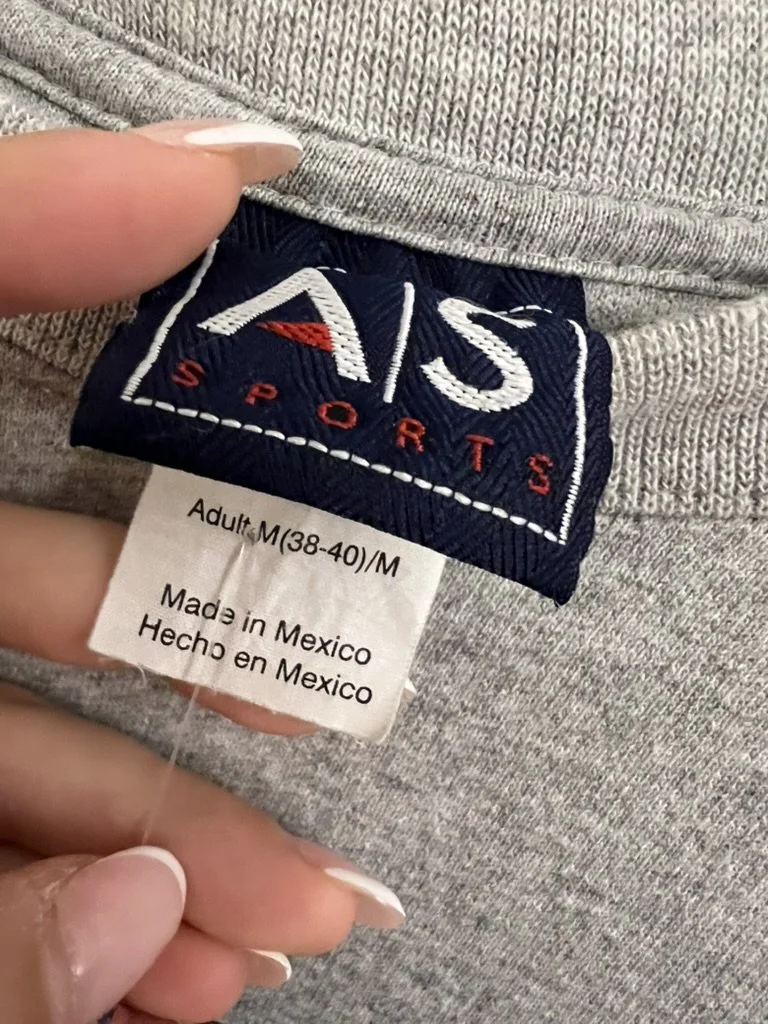 A|S
SPORTS
Adult M(38-40)/M
Made in Mexico
Hecho en Mexico